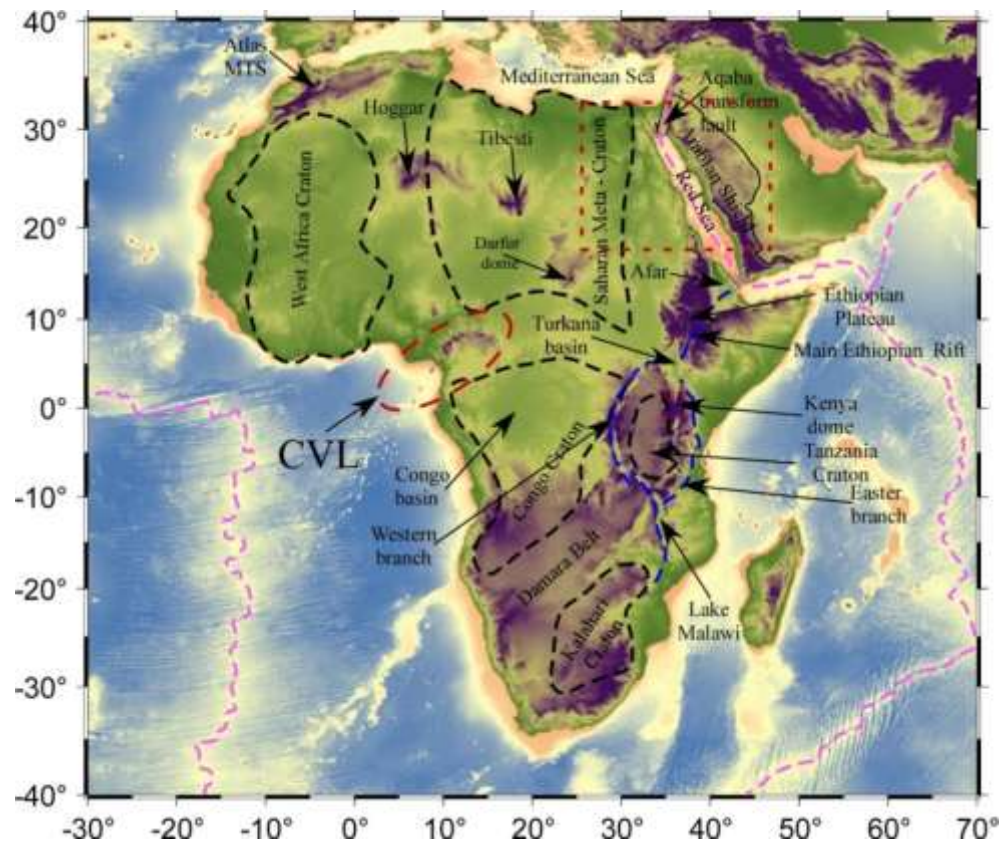 40°
30°
20°
10°
0°
-10°
-20°
-30°
-40°
-30°
-20°
-10°
0°
10°
20°
30°
40°
50°
60°
70°
Atlas
MTS
Mediterranean Sea
Aqaba
transform
fault
Hoggar
Tibesti
Arabian Shield
Red Sea
West Africa Craton
Saharan Meta - Craton
Darfur
dome
Afar
Ethiopian
Plateau
Turkana
basin
Main Ethiopian Rift
CVL
Kenya
dome
Tanzania
Craton
Congo
basin
Congo Craton
Easter
branch
Western
branch
Damara Belt
Lake
Malawi
Kalahari
Craton